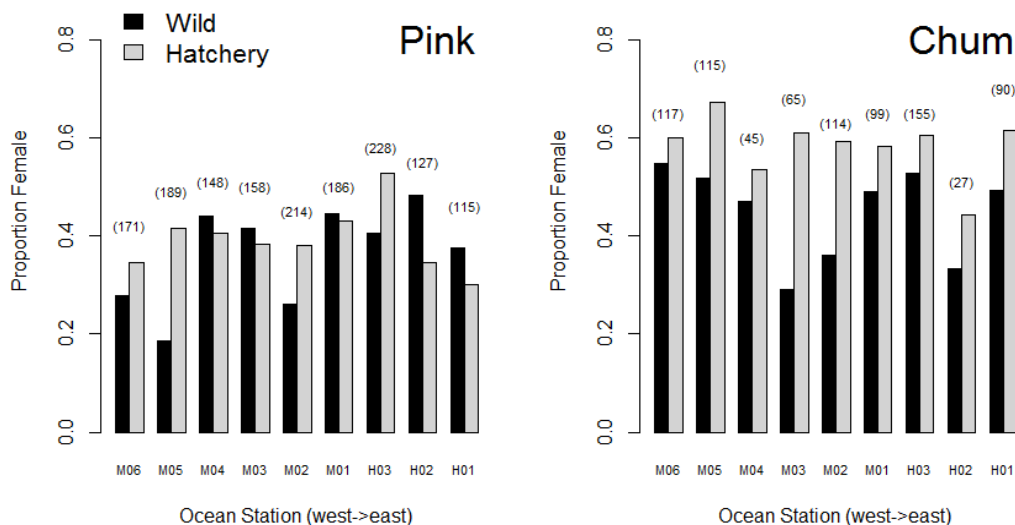 Wild
Hatchery
Pink
0.8
0.6
0.4
0.2
0.0
Proportion Female
(171)
(189)
(148)
(158)
(214)
(186)
(228)
(127)
(115)
M06 M05 M04 M03 M02 M01 H03 H02 H01
Ocean Station (west->east)
Chum
0.8
0.6
0.4
0.2
0.0
Proportion Female
(117)
(115)
(45)
(65)
(114)
(99)
(155)
(27)
(90)
M06 M05 M04 M03 M02 M01 H03 H02 H01
Ocean Station (west->east)